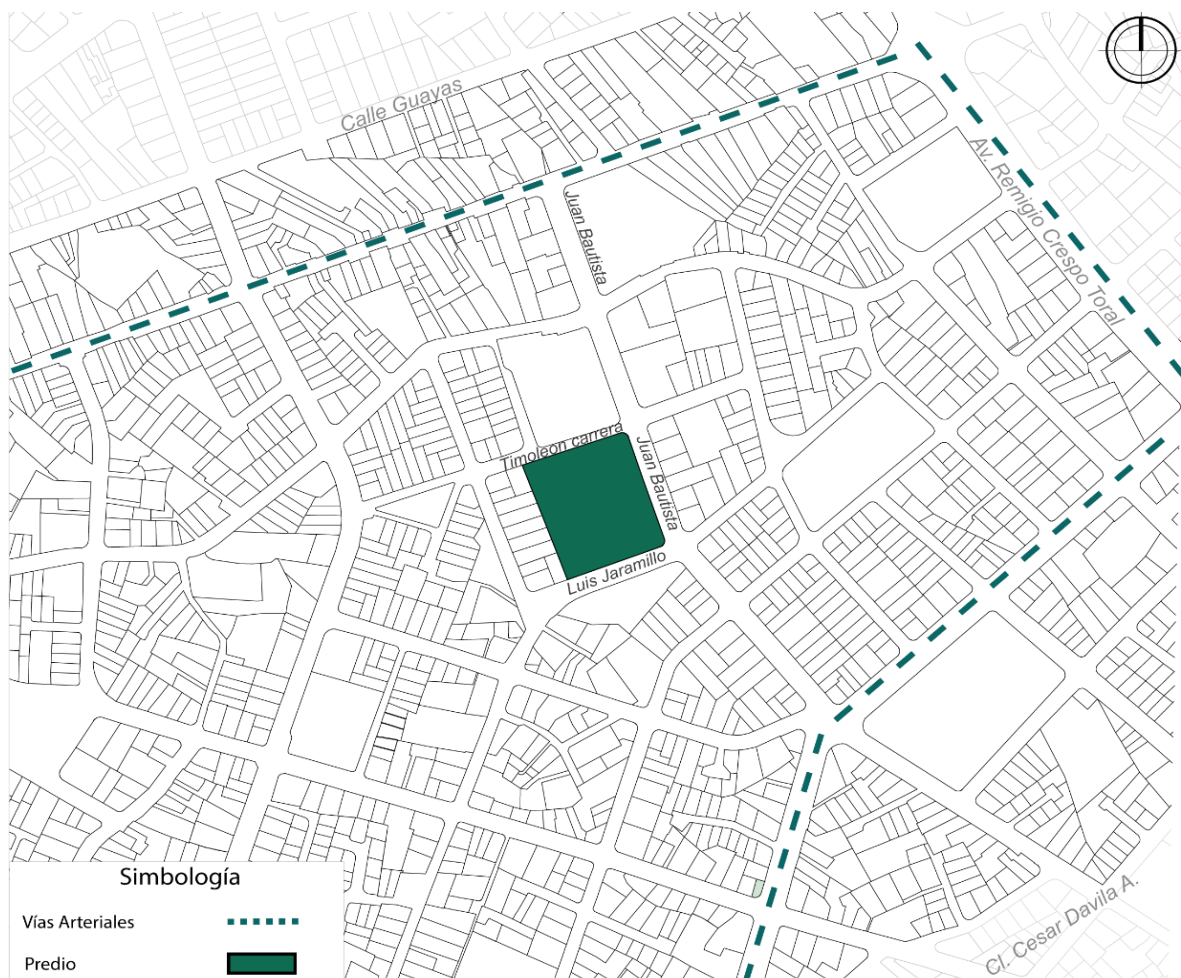 Calle Guayas
Av. Remigio Crespo Toral
Juan Bautista
Timoleon carrera
Juan Bautista
Luis Jaramillo
Simbología
Vías Arteriales
Predio
Cl. Cesar Davila A.